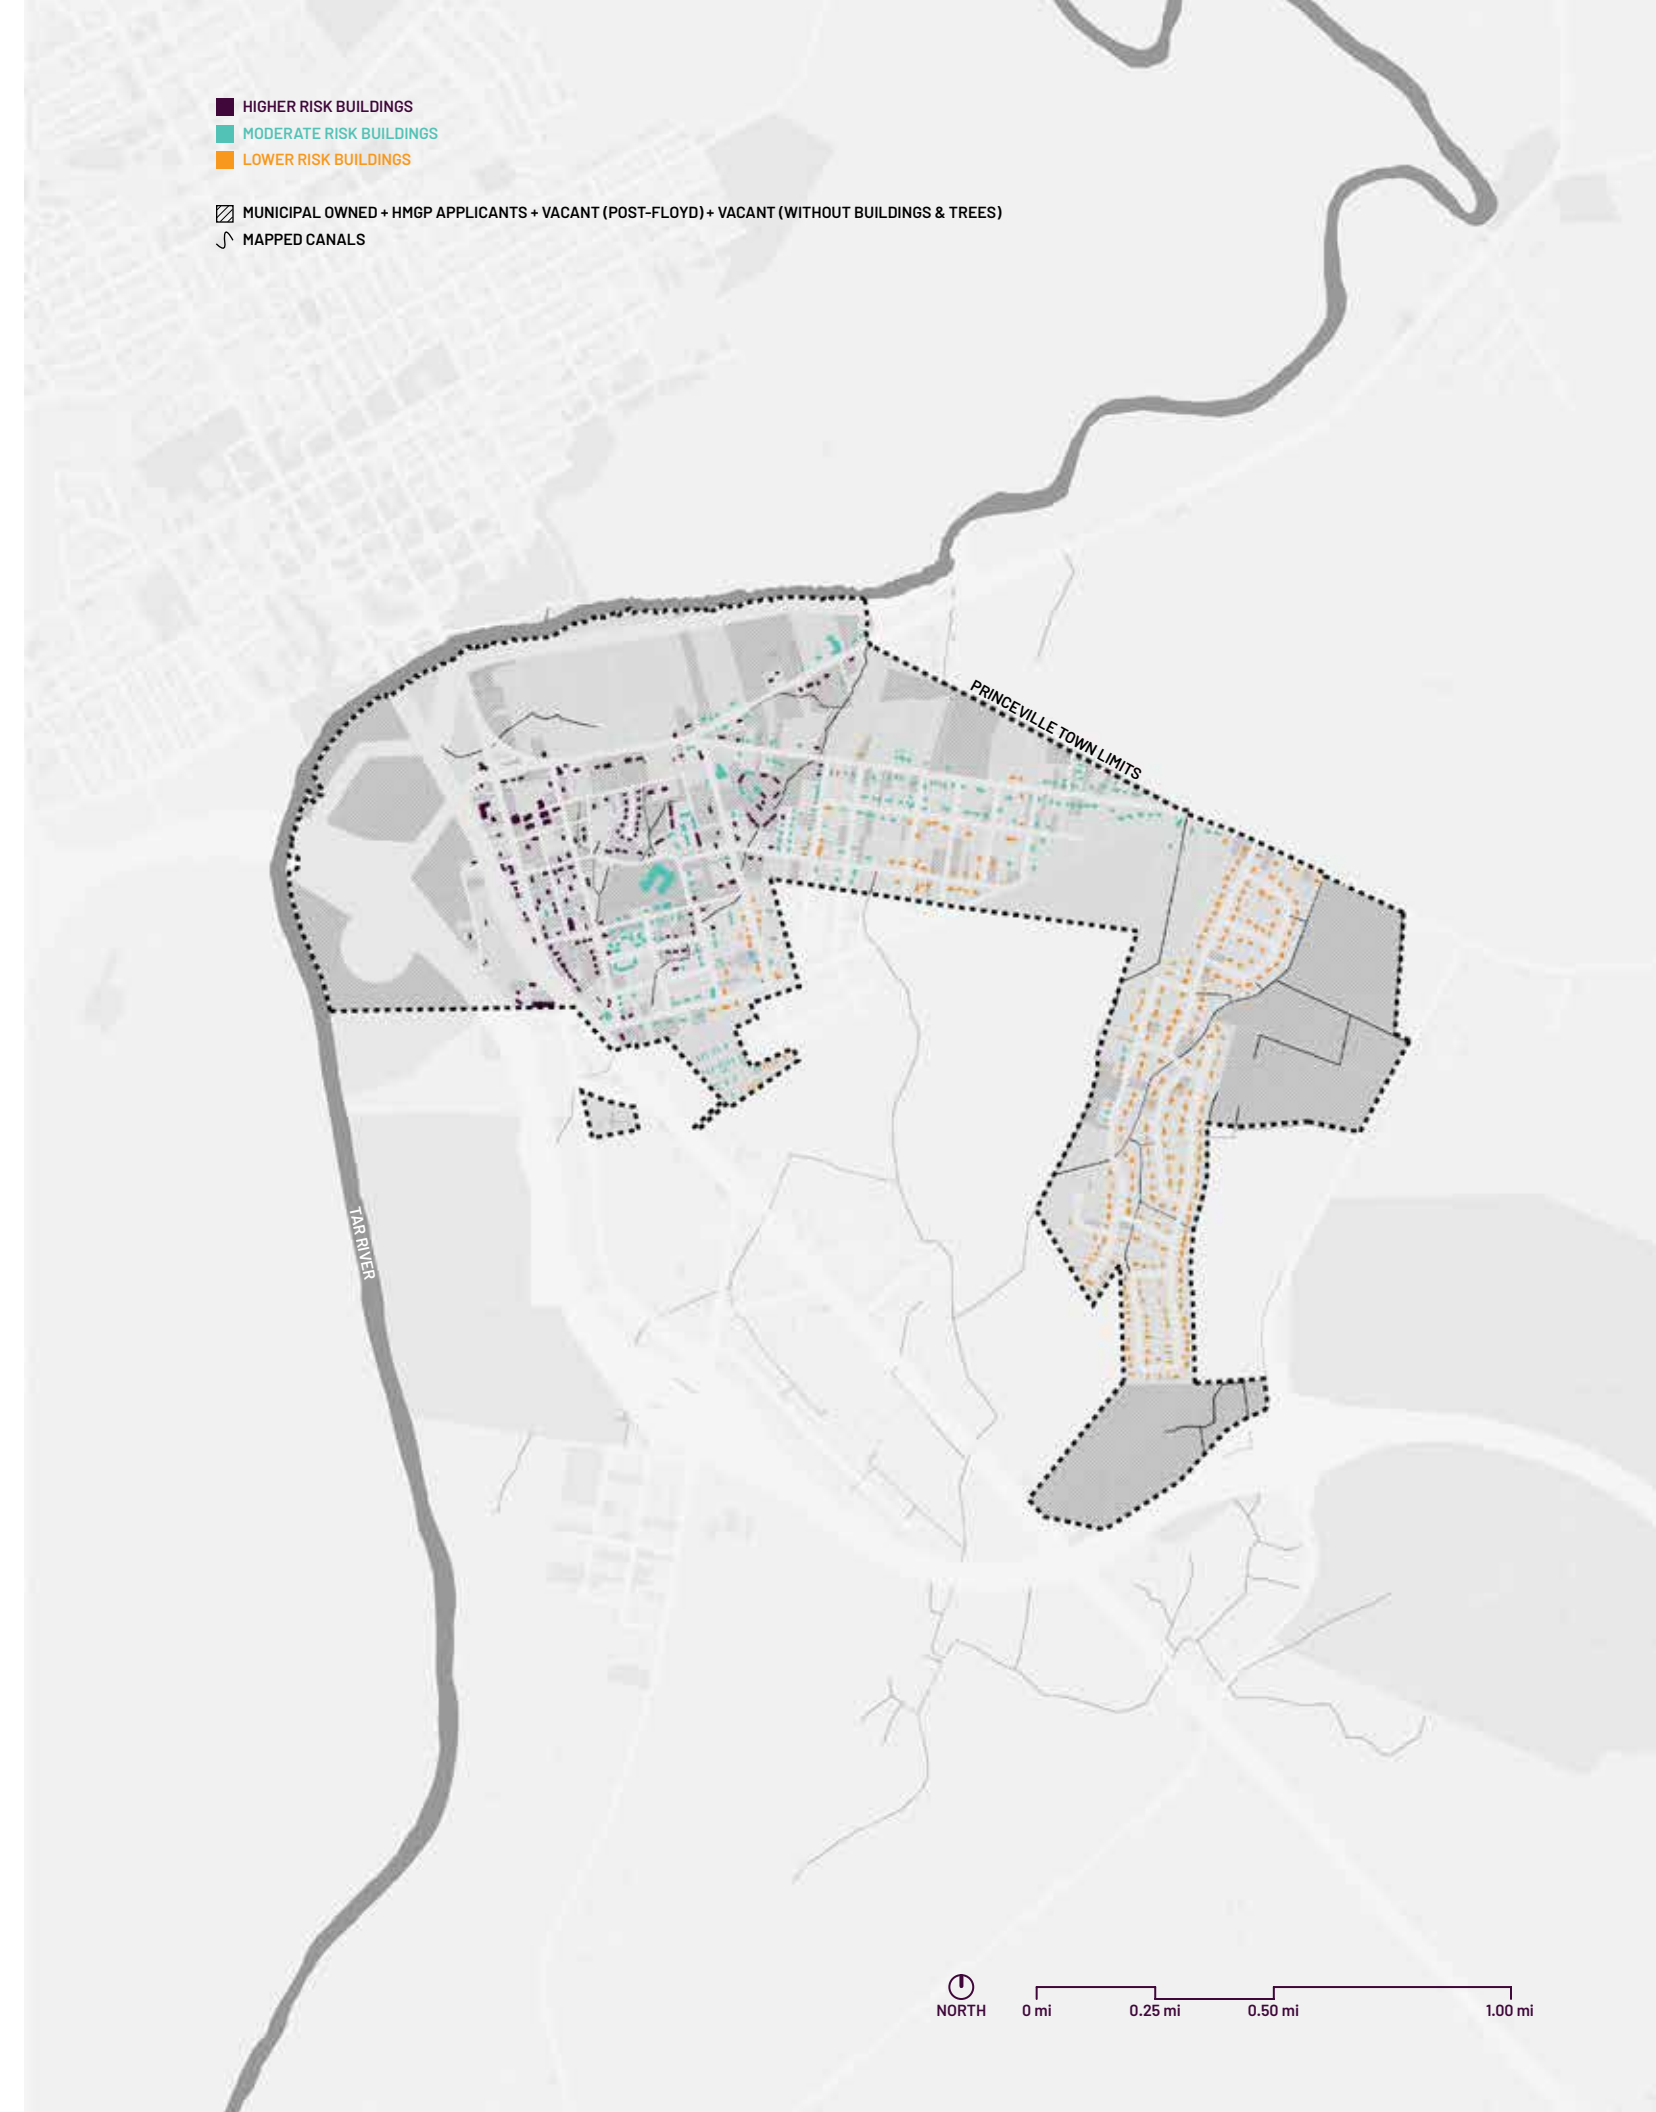 HIGHER RISK BUILDINGS
MODERATE RISK BUILDINGS
LOWER RISK BUILDINGS
MUNICIPAL OWNED + HMGP APPLICANTS + VACANT (POST-FLOYD) + VACANT (WITHOUT BUILDINGS & TREES)
MAPPED CANALS
PRINCEVILLE TOWN LIMITS
TAR RIVER
NORTH
0 mi
0.25 mi
0.50 mi
1.00 mi